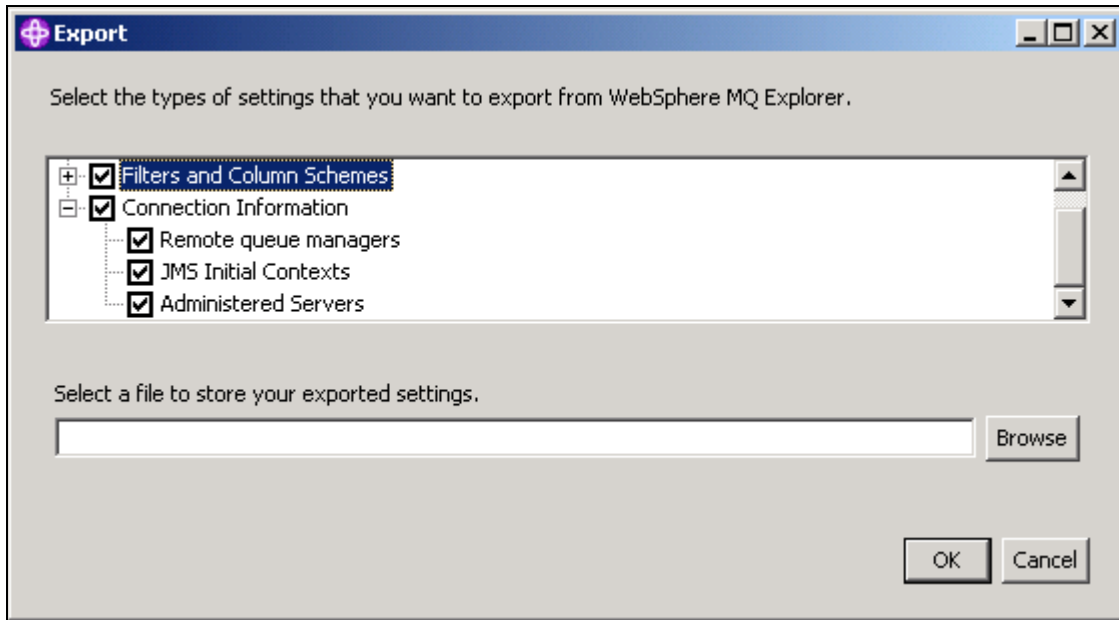 Export
Select the types of settings that you want to export from WebSphere MQ Explorer.
Filters and Column Schemes
Connection Information
Remote queue managers
JMS Initial Contexts
Administered Servers
Select a file to store your exported settings.
Browse
OK Cancel